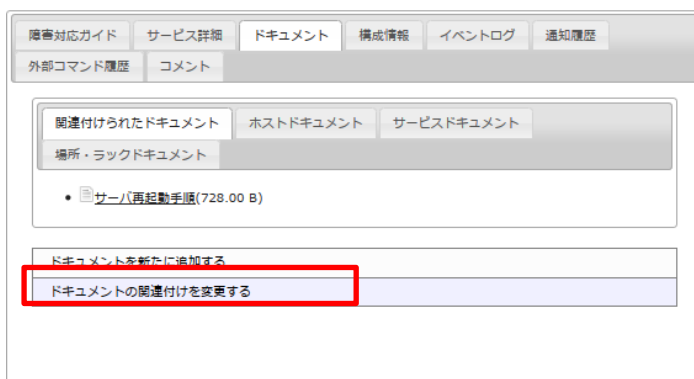 障害対応ガイド サービス詳細 ドキュメント 構成情報 イベントログ 通知履歴
外部コマンド履歴 コメント
関連付けられたドキュメント ホストドキュメント サービスドキュメント
場所・ラックドキュメント
サーバ再起動手順(728.00 B)
ドキュメントを新たに追加する
ドキュメントの関連付けを変更する